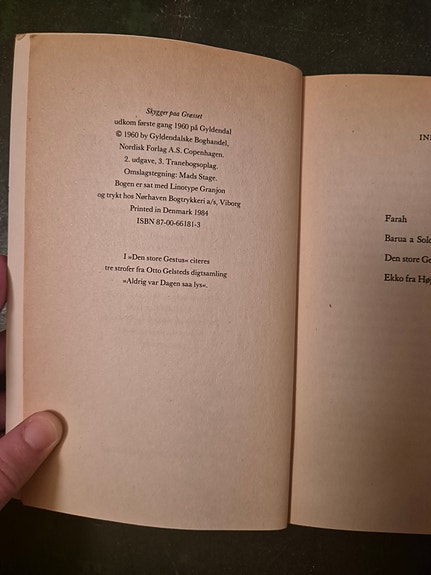 Skygger paa Græsset
udkom første gang 1960 på Gyldendal
© 1960 by Gyldendalske Boghandel,
Nordisk Forlag A.S. Copenhagen.
2. udgave, 3. Tranebogsoplag.
Omslagstegning: Mads Stage.
Bogen er sat med Linotype Granjon
og trykt hos Nørhaven Bogtrykkeri a/s, Viborg
Printed in Denmark 1984
ISBN 87-00-66181-3
I »Den store Gestus« citeres
tre strofer fra Otto Gelsteds digtsamling
»Aldrig var Dagen saa lys«.
Farah
Barua a
Den store
Ekko fra